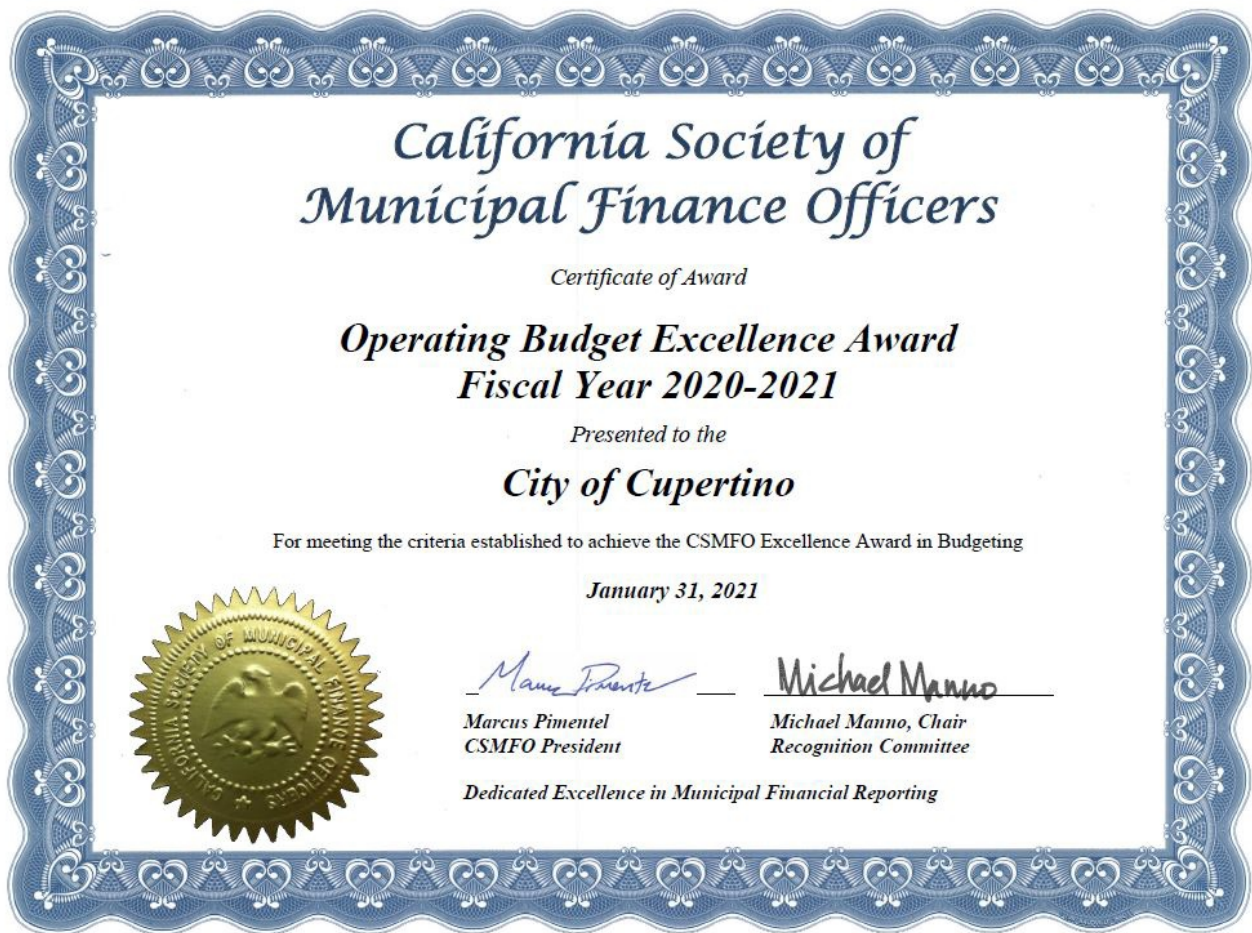 California Society of
Municipal Finance Officers
Certificate of Award
Operating Budget Excellence Award
Fiscal Year 2020-2021
Presented to the
City of Cupertino
For meeting the criteria established to achieve the CSMFO Excellence Award in Budgeting
January 31, 2021
CALIFORNIA SOCIETY OF MUNICIPAL FINANCE OFFICERS
Michael Manno
Marcus Pimentel
Michael Manno, Chair
CSMFO President
Recognition Committee
Dedicated Excellence in Municipal Financial Reporting